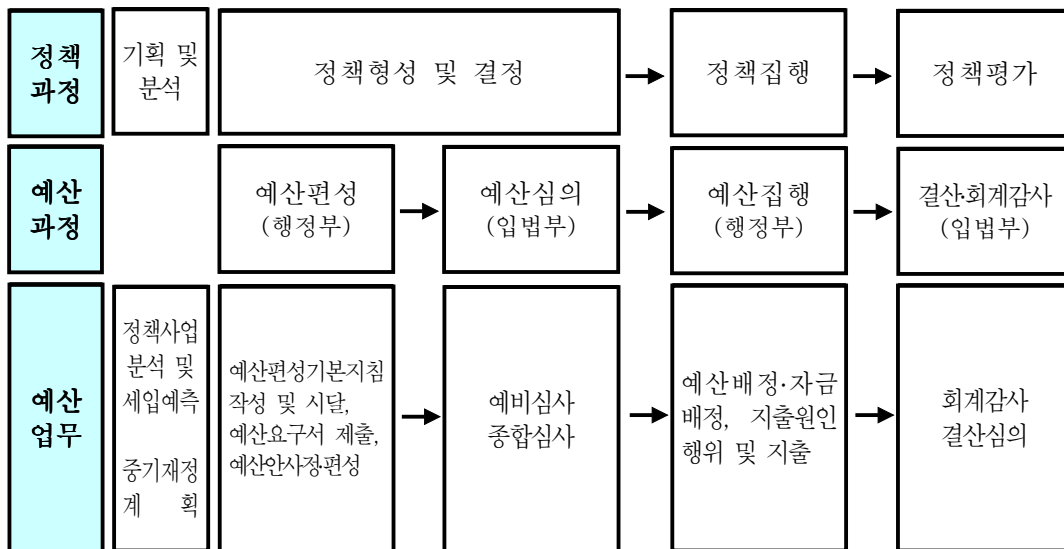 정책
과정
기획 및
분석
정책형성 및 결정
정책집행
정책평가
예산
과정
예산편성
(행정부)
예산심의
(입법부)
예산집행
(행정부)
결산·회계감사
(입법부)
예산
업무
정책사업
분석 및
세입예측
중기재정
계 획
예산편성기본지침
작성 및 시달,
예산요구서 제출,
예산안사정·편성
예비심사
종합심사
예산배정·자금
배정, 지출원인
행위 및 지출
회계감사
결산심의